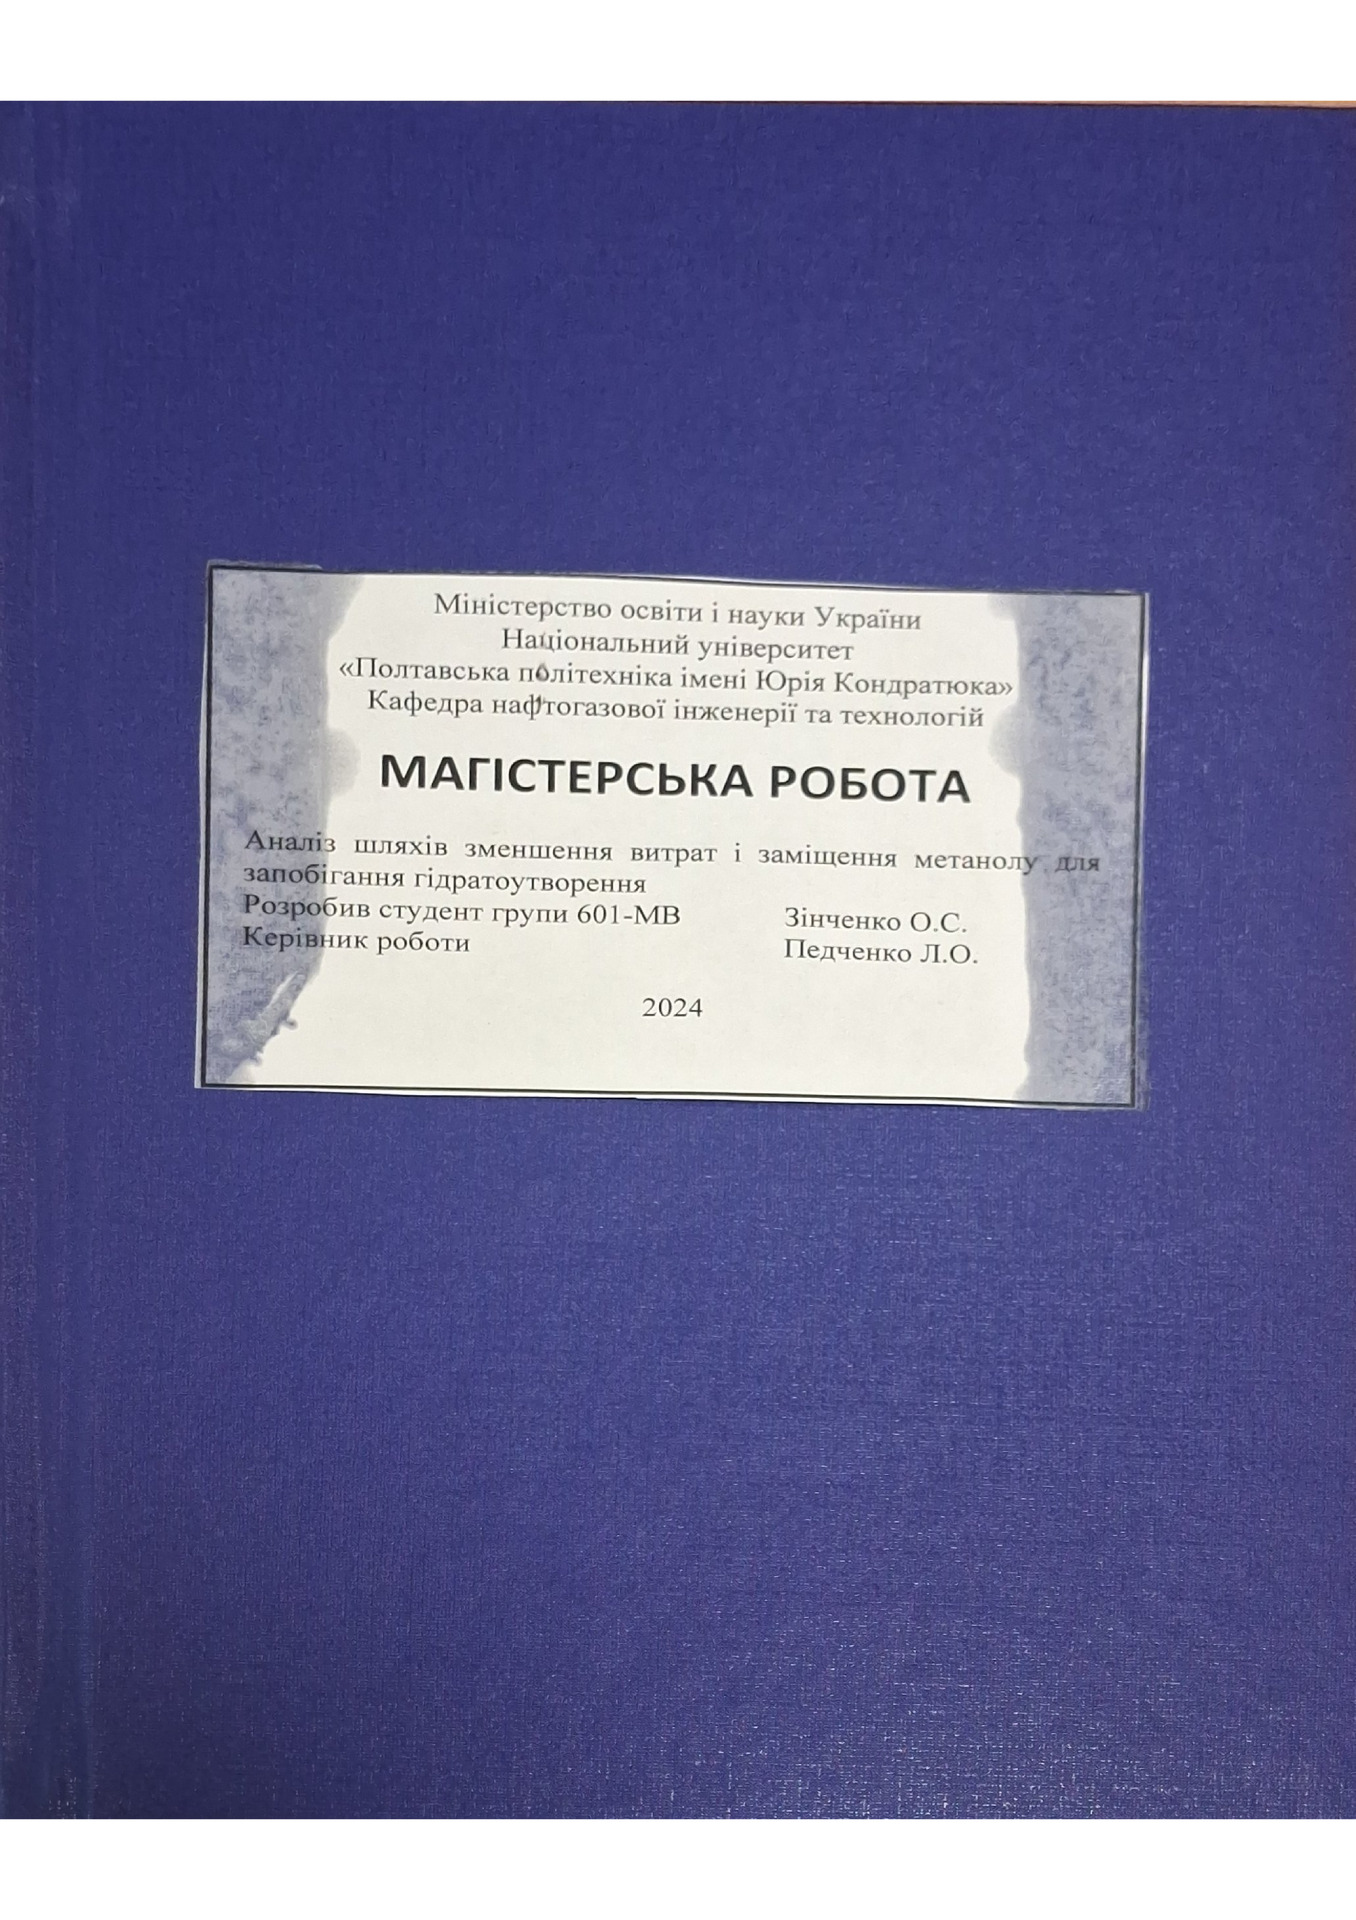 Міністерство освіти і науки України
Національний університет
«Полтавська політехніка імені Юрія Кондратюка»
Кафедра нафтогазової інженерії та технологій
МАГІСТЕРСЬКА РОБОТА
Аналіз шляхів зменшення витрат і заміщення метанолу для
запобігання гідратоутворення
Розробив студент групи 601-МВ Зінченко О.С.
Керівник роботи Педченко Л.О.
2024